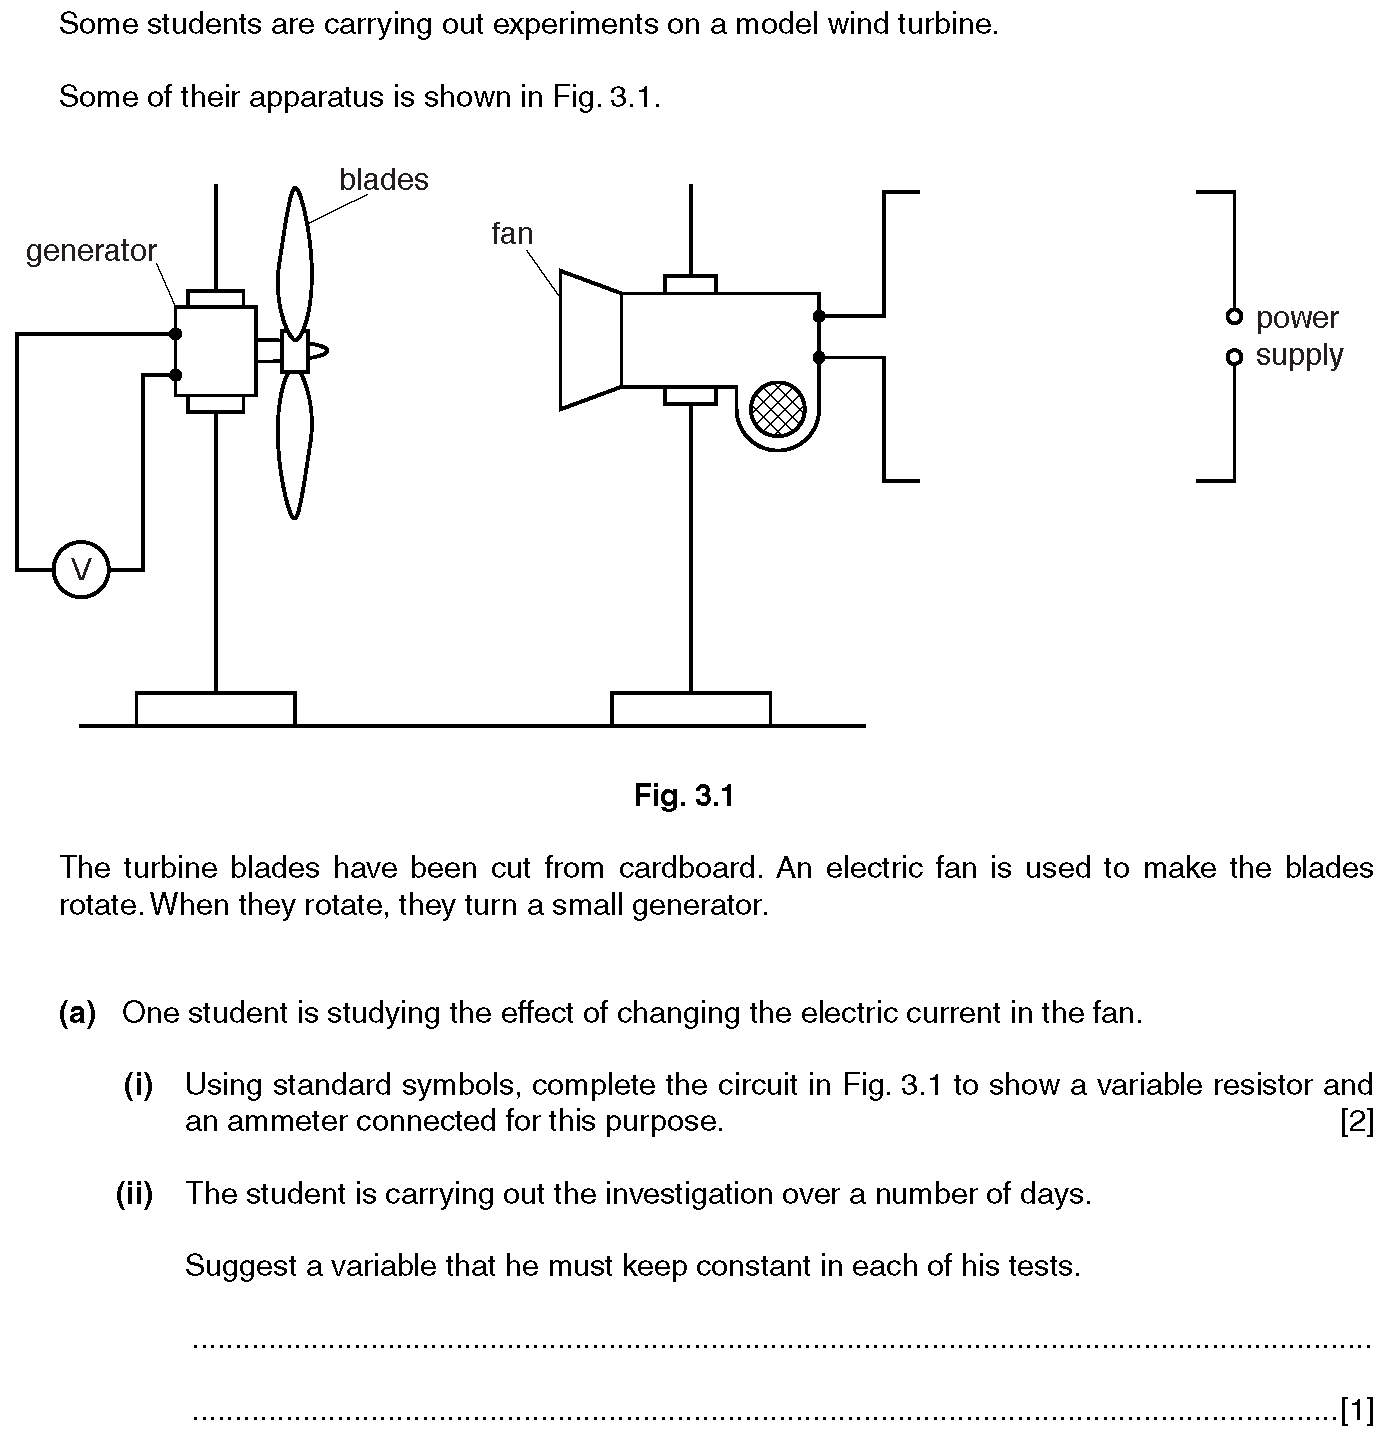 Some students are carrying out experiments on a model wind turbine.
Some of their apparatus is shown in Fig. 3.1.
blades
generator
fan
power
supply
V
Fig. 3.1
The turbine blades have been cut from cardboard. An electric fan is used to make the blades
rotate. When they rotate, they turn a small generator.
(a) One student is studying the effect of changing the electric current in the fan.
(i) Using standard symbols, complete the circuit in Fig. 3.1 to show a variable resistor and
an ammeter connected for this purpose. [2]
(ii) The student is carrying out the investigation over a number of days.
Suggest a variable that he must keep constant in each of his tests.
[1]